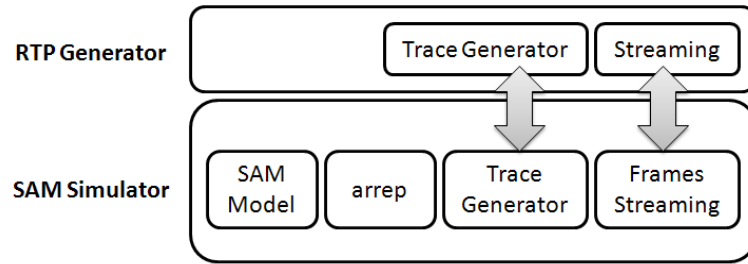 RTP Generator
Trace Generator
Streaming
SAM Simulator
SAM
Model
arrep
Trace
Generator
Frames
Streaming